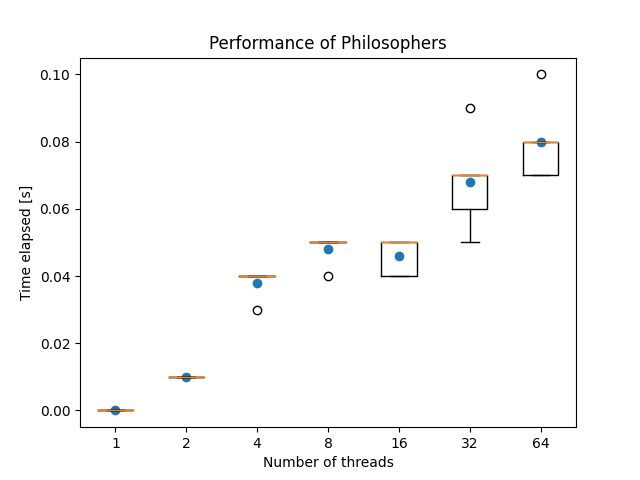 Performance of Philosophers
0.10
0.08
0.06
0.04
0.02
0.00
Time elapsed [s]
1 2 4 8 16 32 64
Number of threads